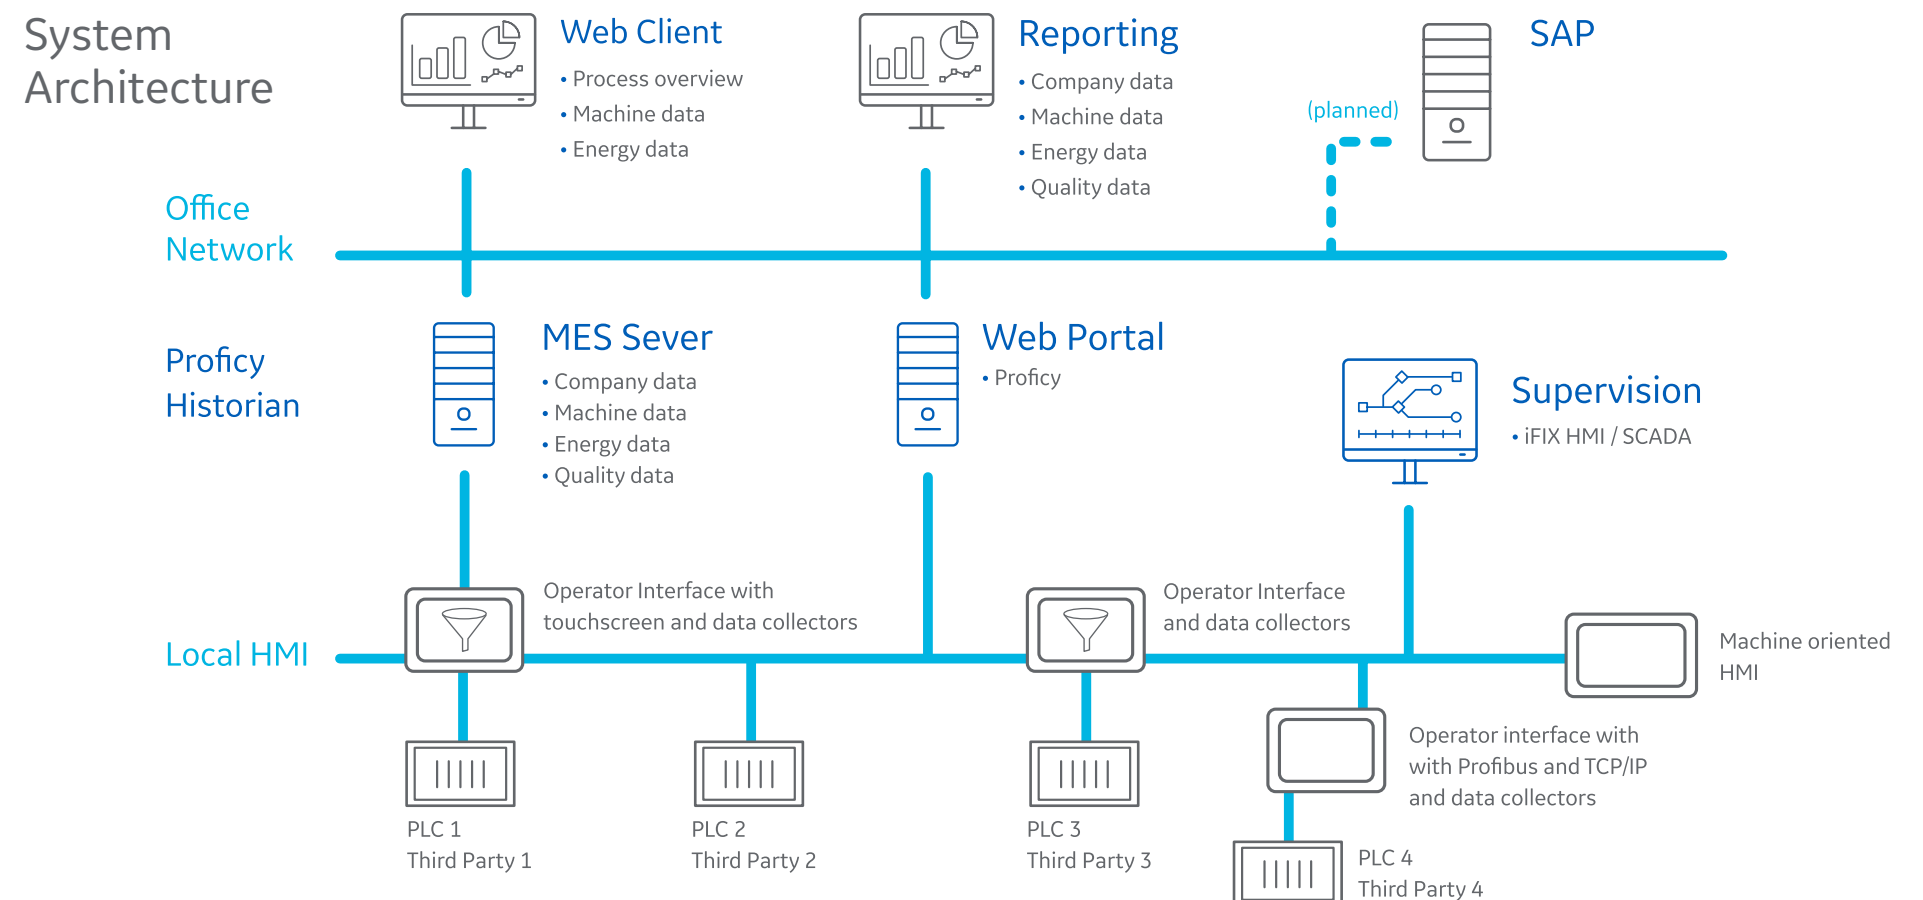 System
Architecture
Web Client
• Process overview
• Machine data
• Energy data
Reporting
• Company data
• Machine data
• Energy data
• Quality data
SAP
(planned)
Office
Network
Proficy
Historian
MES Sever
• Company data
• Machine data
• Energy data
• Quality data
Web Portal
• Proficy
Supervision
• iFIX HMI / SCADA
Local HMI
Operator Interface with
touchscreen and data collectors
Operator Interface
and data collectors
Machine oriented
HMI
Operator interface with
with Profibus and TCP/IP
and data collectors
PLC 1
Third Party 1
PLC 2
Third Party 2
PLC 3
Third Party 3
PLC 4
Third Party 4